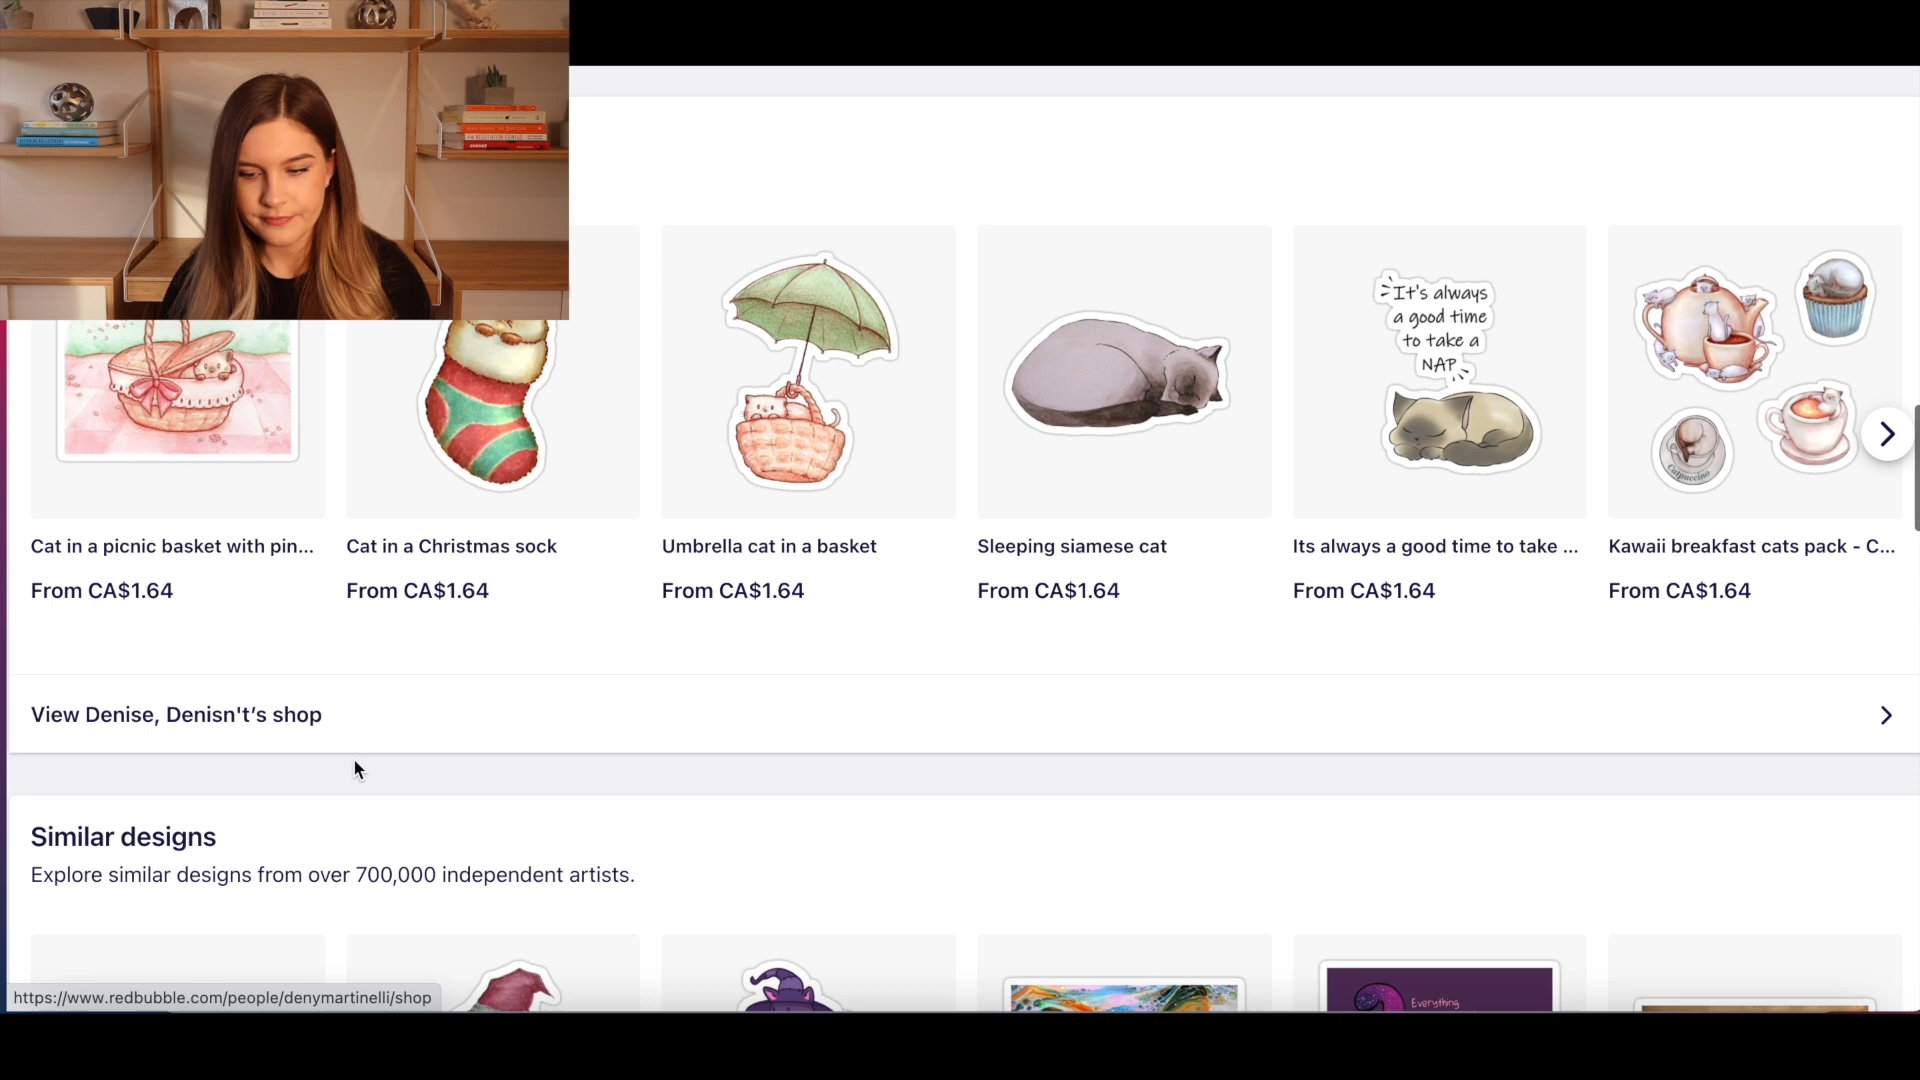 It's always
a good time
to take a
NAP
Catpuccino
Cat in a picnic basket with pin...
Cat in a Christmas sock
Umbrella cat in a basket
Sleeping siamese cat
Its always a good time to take ...
Kawaii breakfast cats pack - C...
From CA$1.64
From CA$1.64
From CA$1.64
From CA$1.64
From CA$1.64
From CA$1.64
View Denise, Denisn't’s shop
Similar designs
Explore similar designs from over 700,000 independent artists.
Everything
https://www.redbubble.com/people/denymartinelli/shop